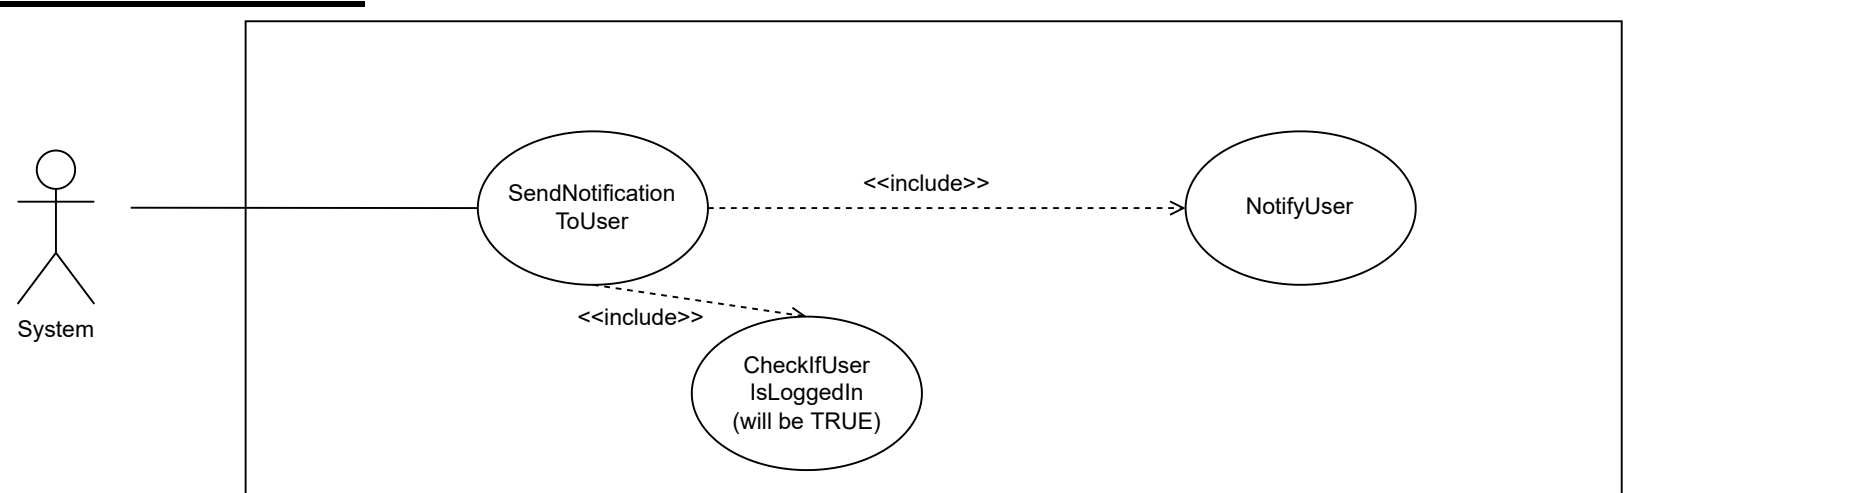 SendNotification
ToUser
<<include>>
NotifyUser
<<include>>
System
CheckIfUser
IsLoggedIn
(will be TRUE)